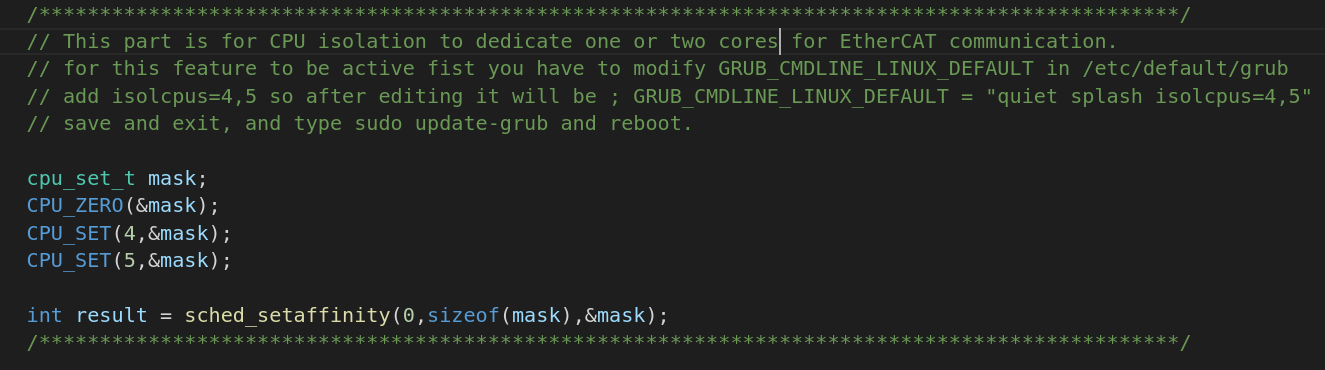 /**********************************************************************************************/
// This part is for CPU isolation to dedicate one or two cores for EtherCAT communication.
// for this feature to be active fist you have to modify GRUB_CMDLINE_LINUX_DEFAULT in /etc/default/grub
// add isolcpus=4,5 so after editing it will be ; GRUB_CMDLINE_LINUX_DEFAULT = "quiet splash isolcpus=4,5"
// save and exit, and type sudo update-grub and reboot.
cpu_set_t mask;
CPU_ZERO(&mask);
CPU_SET(4,&mask);
CPU_SET(5,&mask);
int result = sched_setaffinity(0,sizeof(mask),&mask);
/**********************************************************************************************/